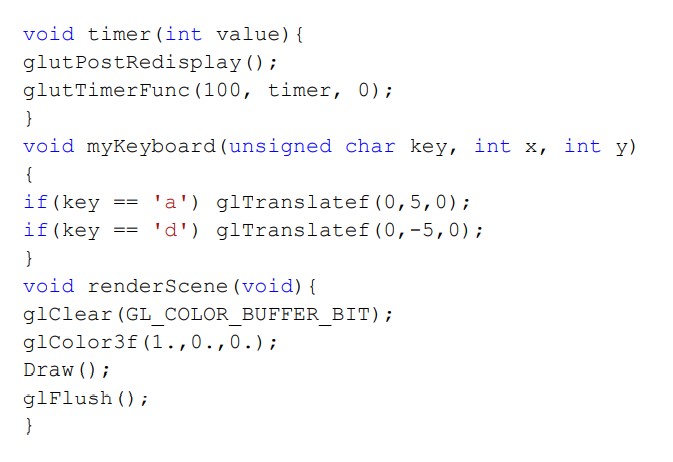 void timer(int value){
glutPostRedisplay();
glutTimerFunc(100, timer, 0);
}
void myKeyboard(unsigned char key, int x, int y)
{
if(key == 'a') glTranslatef(0,5,0);
if(key == 'd') glTranslatef(0,-5,0);
}
void renderScene(void){
glClear(GL_COLOR_BUFFER_BIT);
glColor3f(1.,0.,0.);
Draw();
glFlush();
}